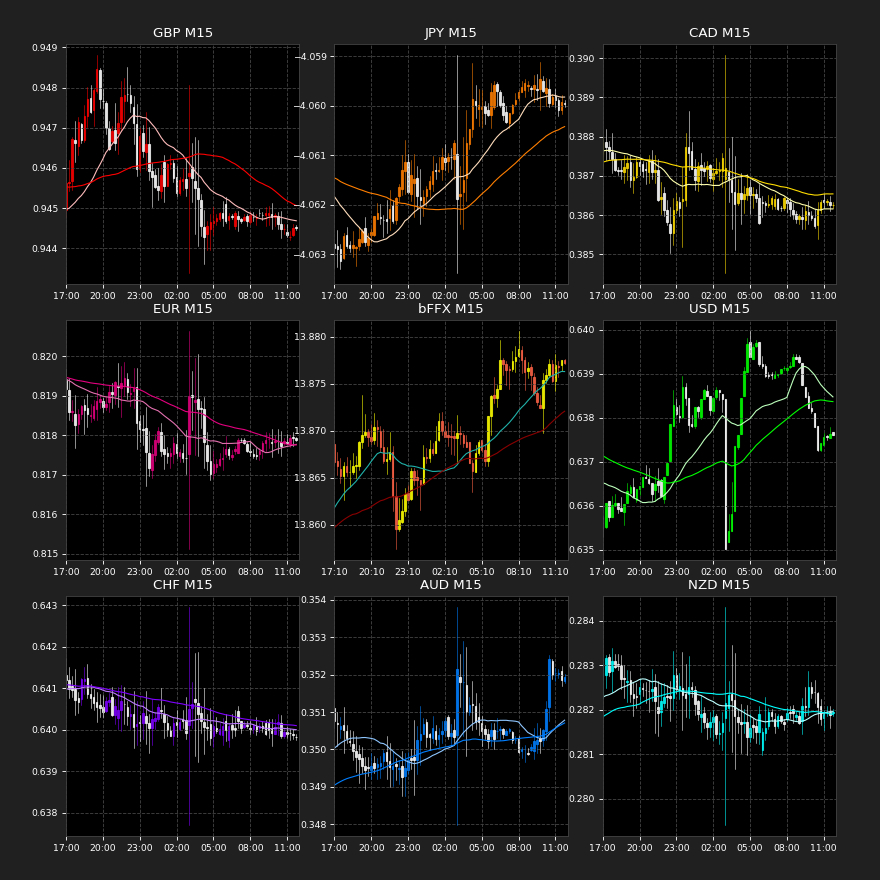 GBP M15
JPY M15
CAD M15
0.949
0.948
0.947
0.946
0.945
0.944
17:00 20:00 23:00 02:00 05:00 08:00 11:00
−4.059
−4.060
−4.061
−4.062
−4.063
17:00 20:00 23:00 02:00 05:00 08:00 11:00
0.390
0.389
0.388
0.387
0.386
0.385
17:00 20:00 23:00 02:00 05:00 08:00 11:00
EUR M15
bFFX M15
USD M15
0.820
0.819
0.818
0.817
0.816
0.815
17:00 20:00 23:00 02:00 05:00 08:00 11:00
13.880
13.875
13.870
13.865
13.860
17:10 20:10 23:10 02:10 05:10 08:10 11:10
0.640
0.639
0.638
0.637
0.636
0.635
17:00 20:00 23:00 02:00 05:00 08:00 11:00
CHF M15
AUD M15
NZD M15
0.643
0.642
0.641
0.640
0.639
0.638
17:00 20:00 23:00 02:00 05:00 08:00 11:00
0.354
0.353
0.352
0.351
0.350
0.349
0.348
17:00 20:00 23:00 02:00 05:00 08:00 11:00
0.284
0.283
0.282
0.281
0.280
17:00 20:00 23:00 02:00 05:00 08:00 11:00